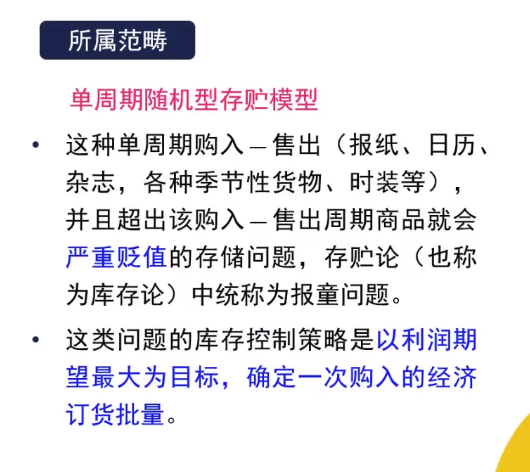 所属范畴
单周期随机型存贮模型
• 这种单周期购入—售出（报纸、日历、
杂志，各种季节性货物、时装等），
并且超出该购入—售出周期商品就会
严重贬值的存储问题，存贮论（也称
为库存论）中统称为报童问题。
• 这类问题的库存控制策略是以利润期
望最大为目标，确定一次购入的经济
订货批量。